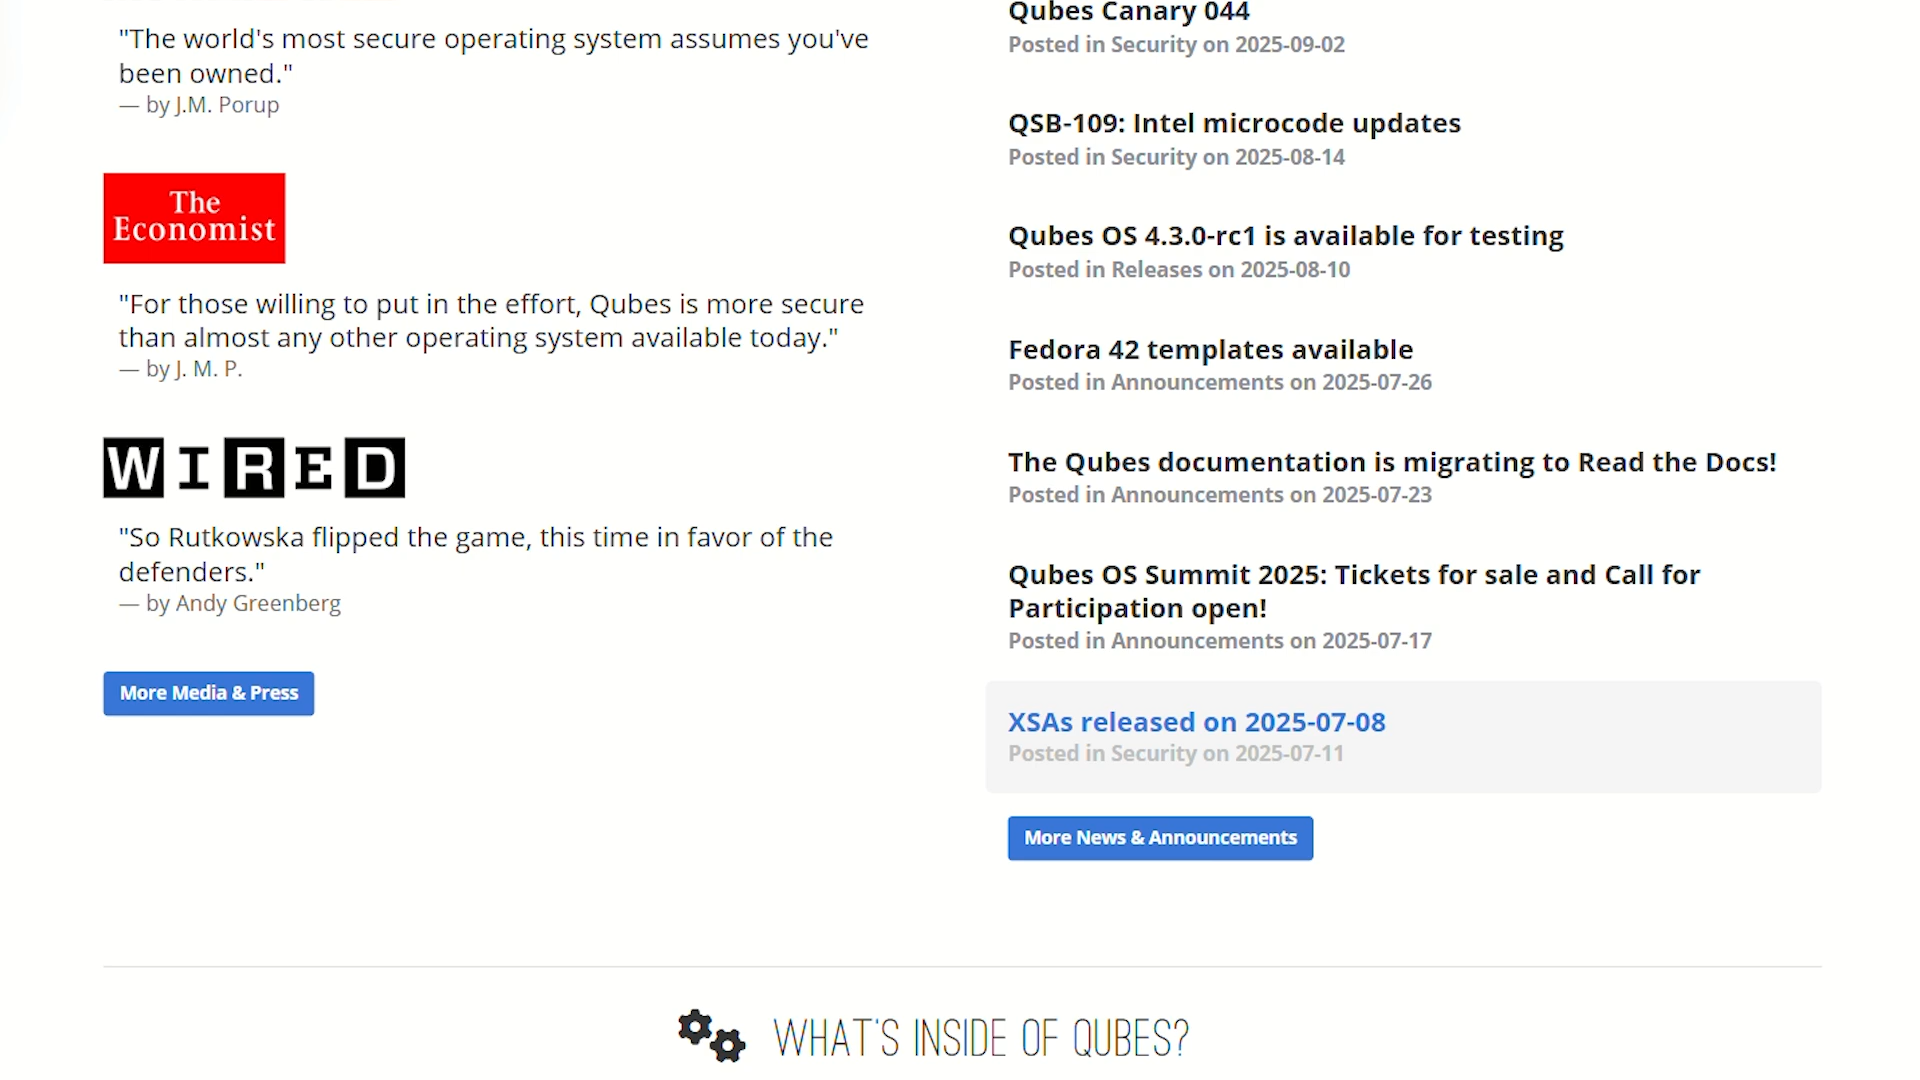 "The world's most secure operating system assumes you've
been owned."
— by J.M. Porup
The
Economist
"For those willing to put in the effort, Qubes is more secure
than almost any other operating system available today."
— by J. M. P.
WIRED
"So Rutkowska flipped the game, this time in favor of the
defenders."
— by Andy Greenberg
More Media & Press
Qubes Canary 044
Posted in Security on 2025-09-02
QSB-109: Intel microcode updates
Posted in Security on 2025-08-14
Qubes OS 4.3.0-rc1 is available for testing
Posted in Releases on 2025-08-10
Fedora 42 templates available
Posted in Announcements on 2025-07-26
The Qubes documentation is migrating to Read the Docs!
Posted in Announcements on 2025-07-23
Qubes OS Summit 2025: Tickets for sale and Call for
Participation open!
Posted in Announcements on 2025-07-17
XSAs released on 2025-07-08
Posted in Security on 2025-07-11
More News & Announcements
WHAT'S INSIDE OF QUBES?